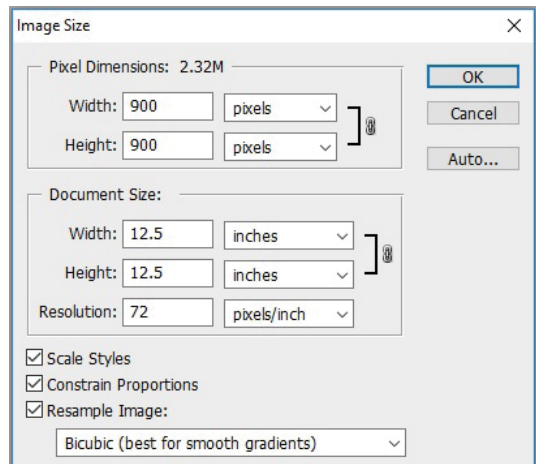 Image Size
Pixel Dimensions: 2.32M
OK
Width: 900 pixels
Cancel
Height: 900 pixels
Auto...
Document Size:
Width: 12.5 inches
Height: 12.5 inches
Resolution: 72 pixels/inch
Scale Styles
Constrain Proportions
Resample Image:
Bicubic (best for smooth gradients)